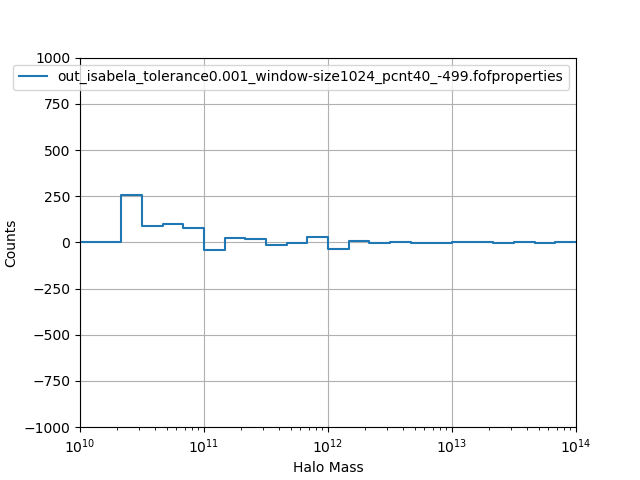 out_isabela_tolerance0.001_window-size1024_pcnt40_-499.fofproperties
1000
750
500
250
0
−250
−500
−750
−1000
Counts
10^10 10^11 10^12 10^13 10^14
Halo Mass